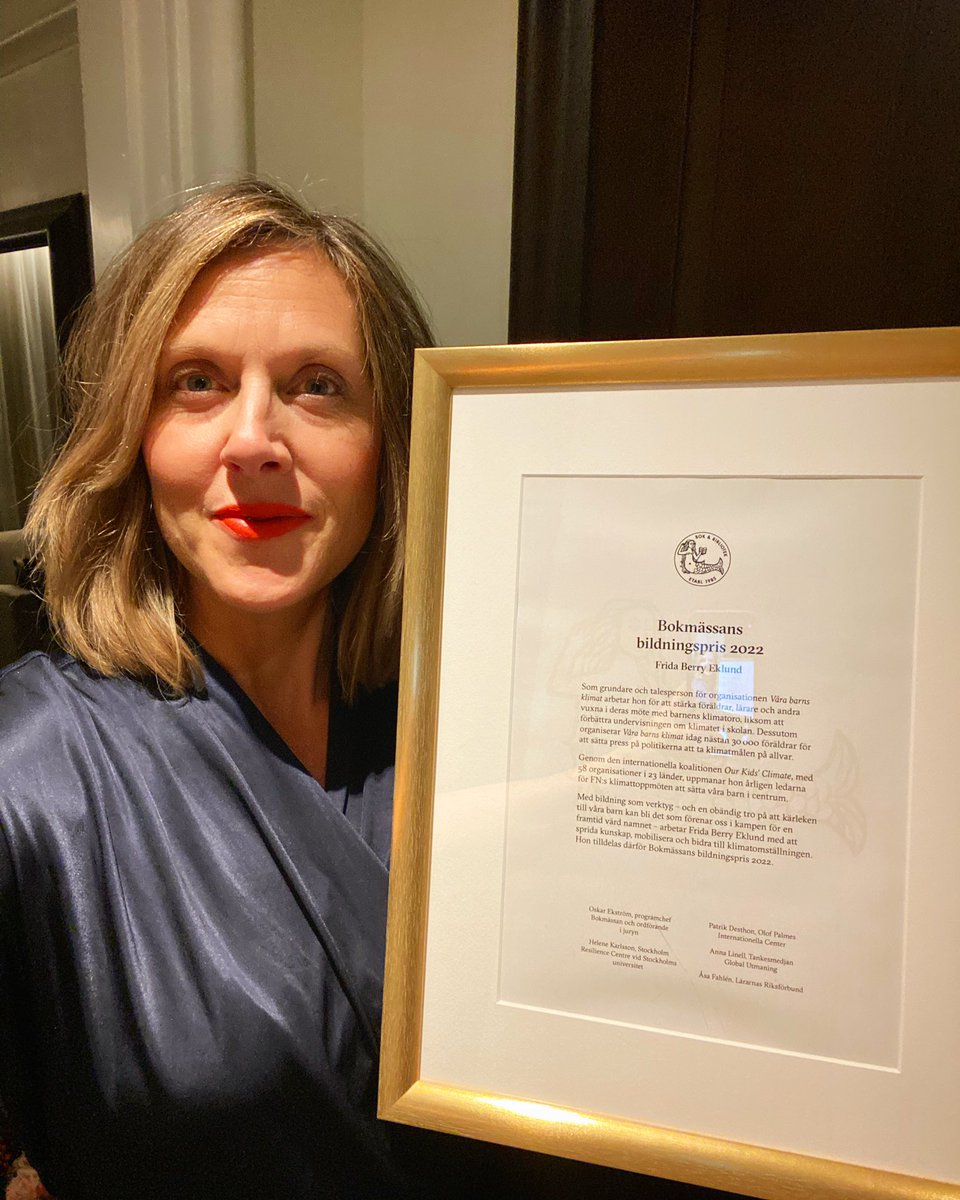 BOK & BIBLIOTEK
ETABL 1985
Bokmässans
bildningspris 2022
Frida Berry Eklund
Som grundare och talesperson för organisationen Våra barns
klimat arbetar hon för att stärka föräldrar, lärare och andra
vuxna i deras möte med barnens klimatoro, liksom att
förbättra undervisningen om klimatet i skolan. Dessutom
organiserar Våra barns klimat idag nästan 30 000 föräldrar för
att sätta press på politikerna att ta klimatmålen på allvar.
Genom den internationella koalitionen Our Kids' Climate, med
58 organisationer i 23 länder, uppmanar hon årligen ledarna
för FN:s klimattoppmöten att sätta våra barn i centrum.
Med bildning som verktyg – och en obändig tro på att kärleken
till våra barn kan bli det som förenar oss i kampen för en
framtid värd namnet – arbetar Frida Berry Eklund med att
sprida kunskap, mobilisera och bidra till klimatomställningen.
Hon tilldelas därför Bokmässans bildningspris 2022.
Oskar Ekström, programchef
Bokmässan och ordförande
i juryn
Helene Karlsson, Stockholm
Resilience Centre vid Stockholms
universitet
Patrik Desthon, Olof Palmes
Internationella Center
Anna Linell, Tankesmedjan
Global Utmaning
Åsa Fahlén, Lärarnas Riksförbund